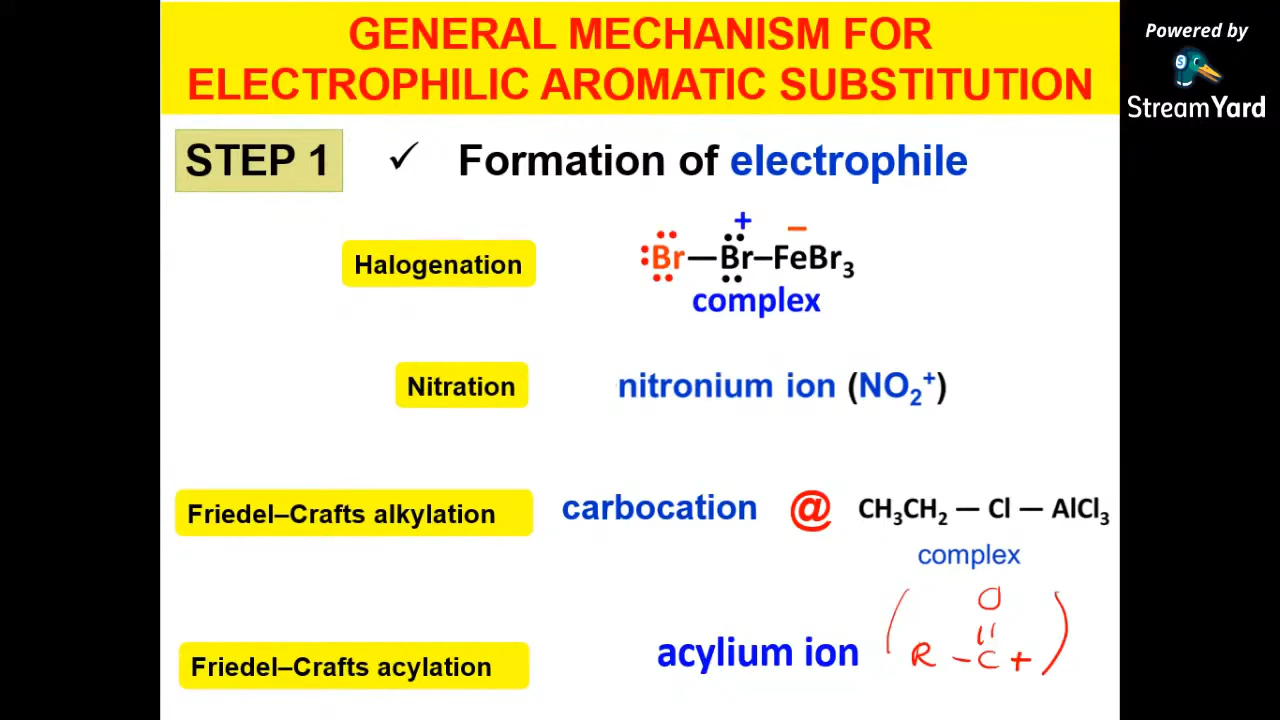 GENERAL MECHANISM FOR
ELECTROPHILIC AROMATIC SUBSTITUTION
Powered by
StreamYard
STEP 1 ✓ Formation of electrophile
+ –
Halogenation :Br—Br–FeBr₃
complex
Nitration nitronium ion (NO₂⁺)
Friedel–Crafts alkylation carbocation @ CH₃CH₂ — Cl — AlCl₃
complex
O
=
Friedel–Crafts acylation acylium ion (R – C +)